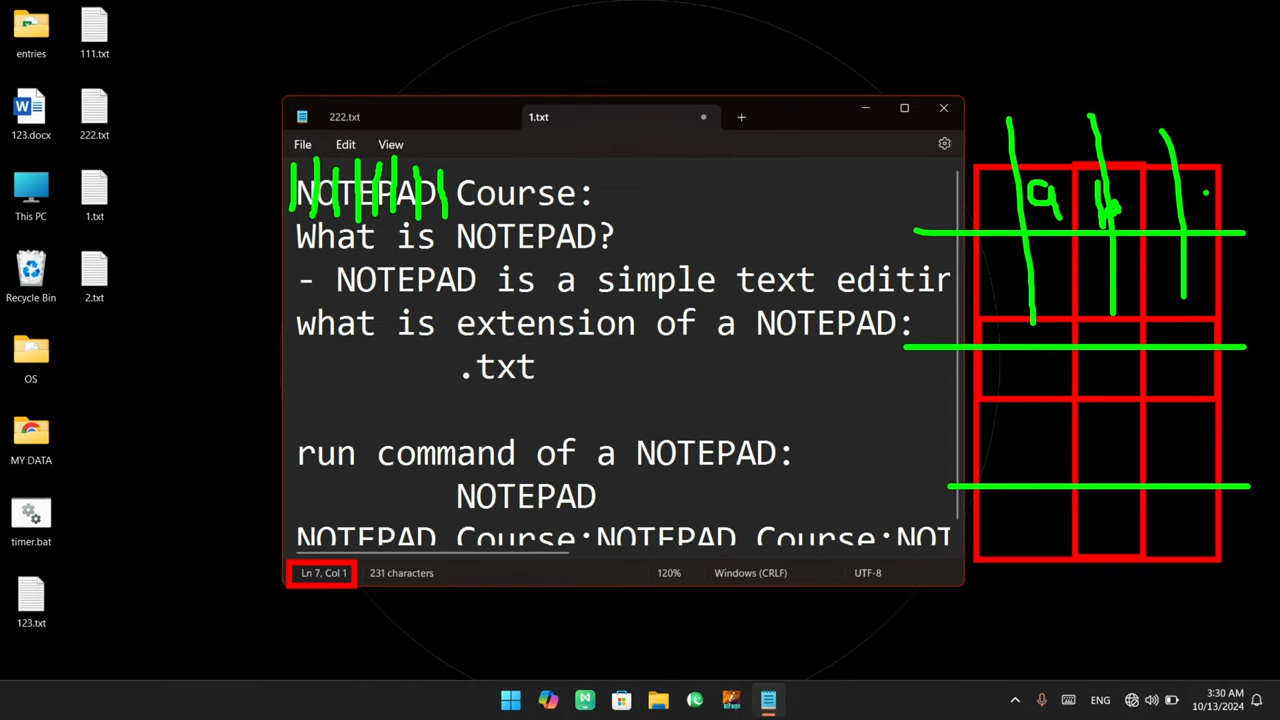 entries
111.txt
123.docx
222.txt
This PC
1.txt
Recycle Bin
2.txt
OS
MY DATA
timer.bat
123.txt
222.txt
1.txt
File Edit View
NOTEPAD Course:
What is NOTEPAD?
- NOTEPAD is a simple text editin
what is extension of a NOTEPAD:
.txt
run command of a NOTEPAD:
NOTEPAD
NOTEPAD Course:NOTEPAD Course:NOT
Ln 7, Col 1 231 characters 120% Windows (CRLF) UTF-8
a b
ENG
3:30 AM
10/13/2024